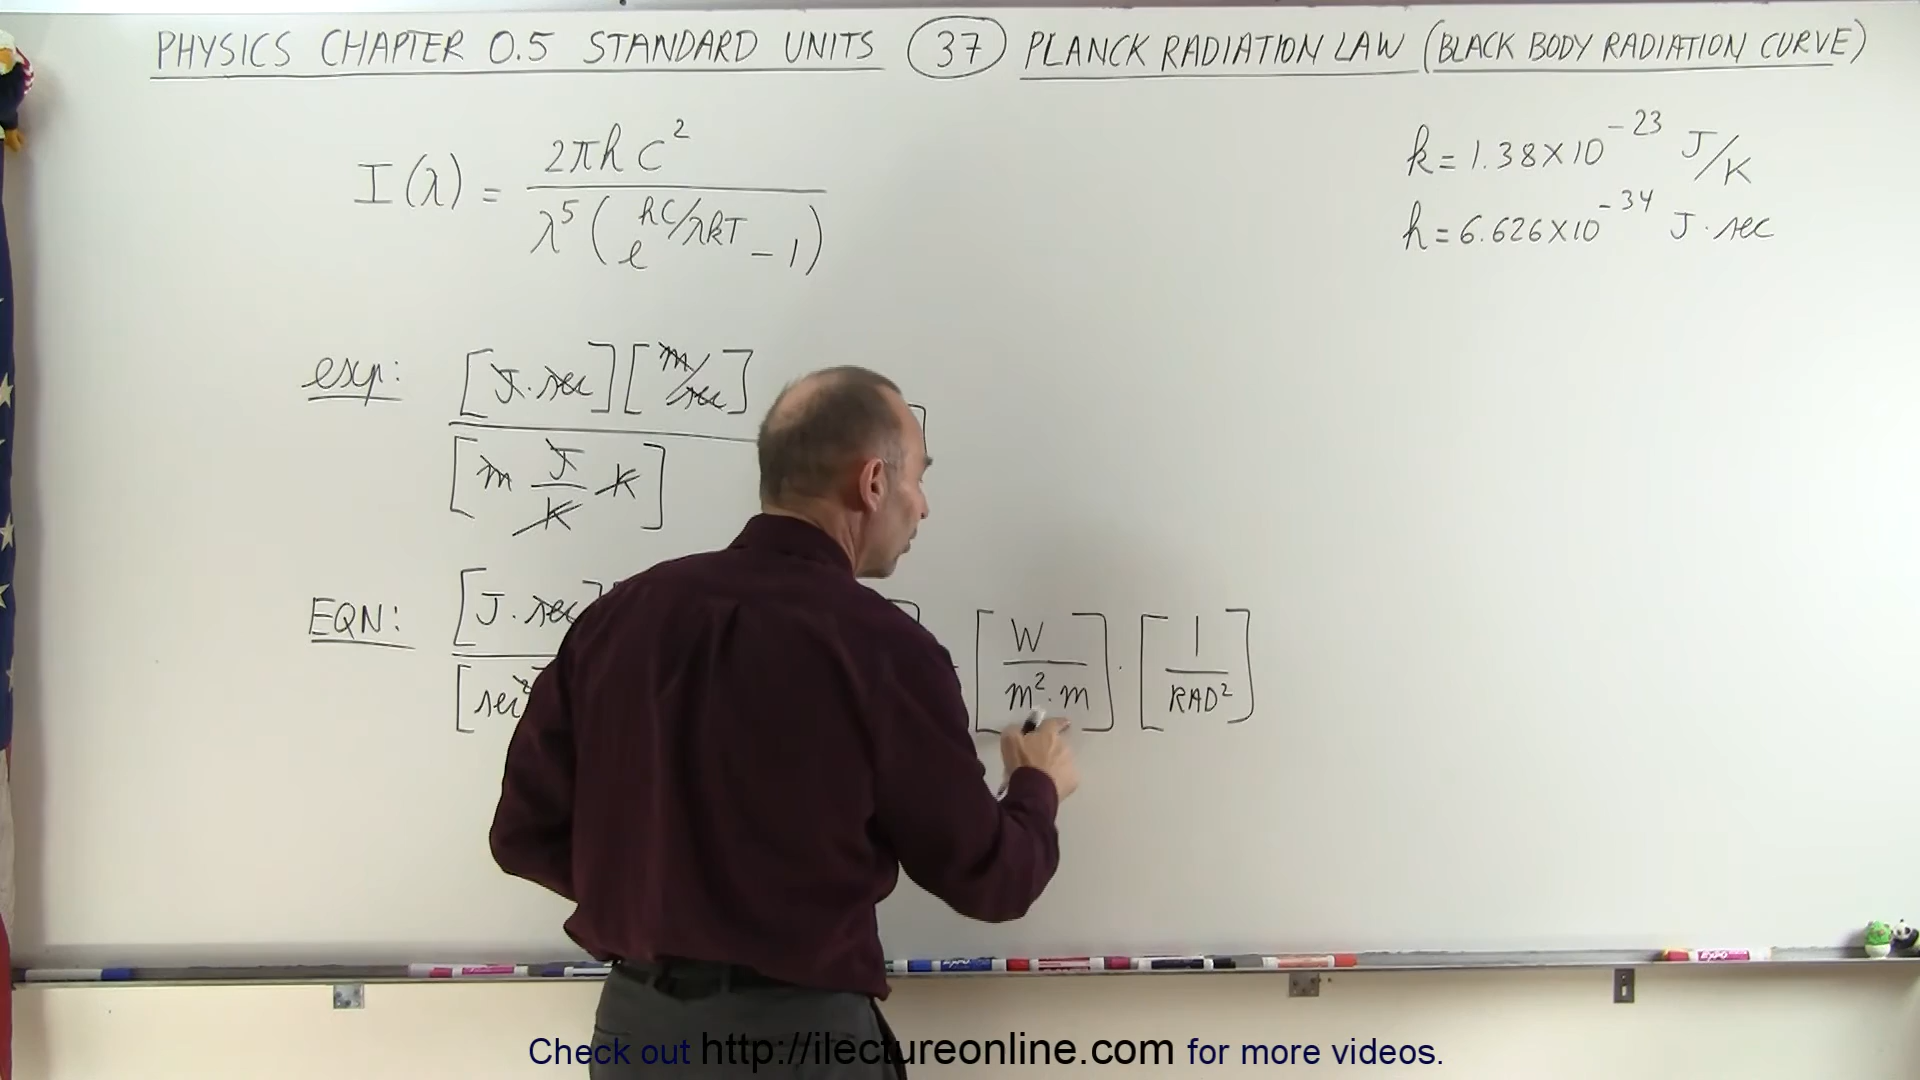 PHYSICS CHAPTER 0.5 STANDARD UNITS 37 PLANCK RADIATION LAW (BLACK BODY RADIATION CURVE)
I(λ) = 2πhc² / λ⁵(e^(hc/λkT) - 1)
k = 1.38×10⁻²³ J/K
h = 6.626×10⁻³⁴ J·sec
exp: [J·sec][m/sec] / [m J/K K]
EQN: [J·sec] / [sec² [W / m²·m] · [1 / RAD²]
EXPO
Check out http://ilectureonline.com for more videos.